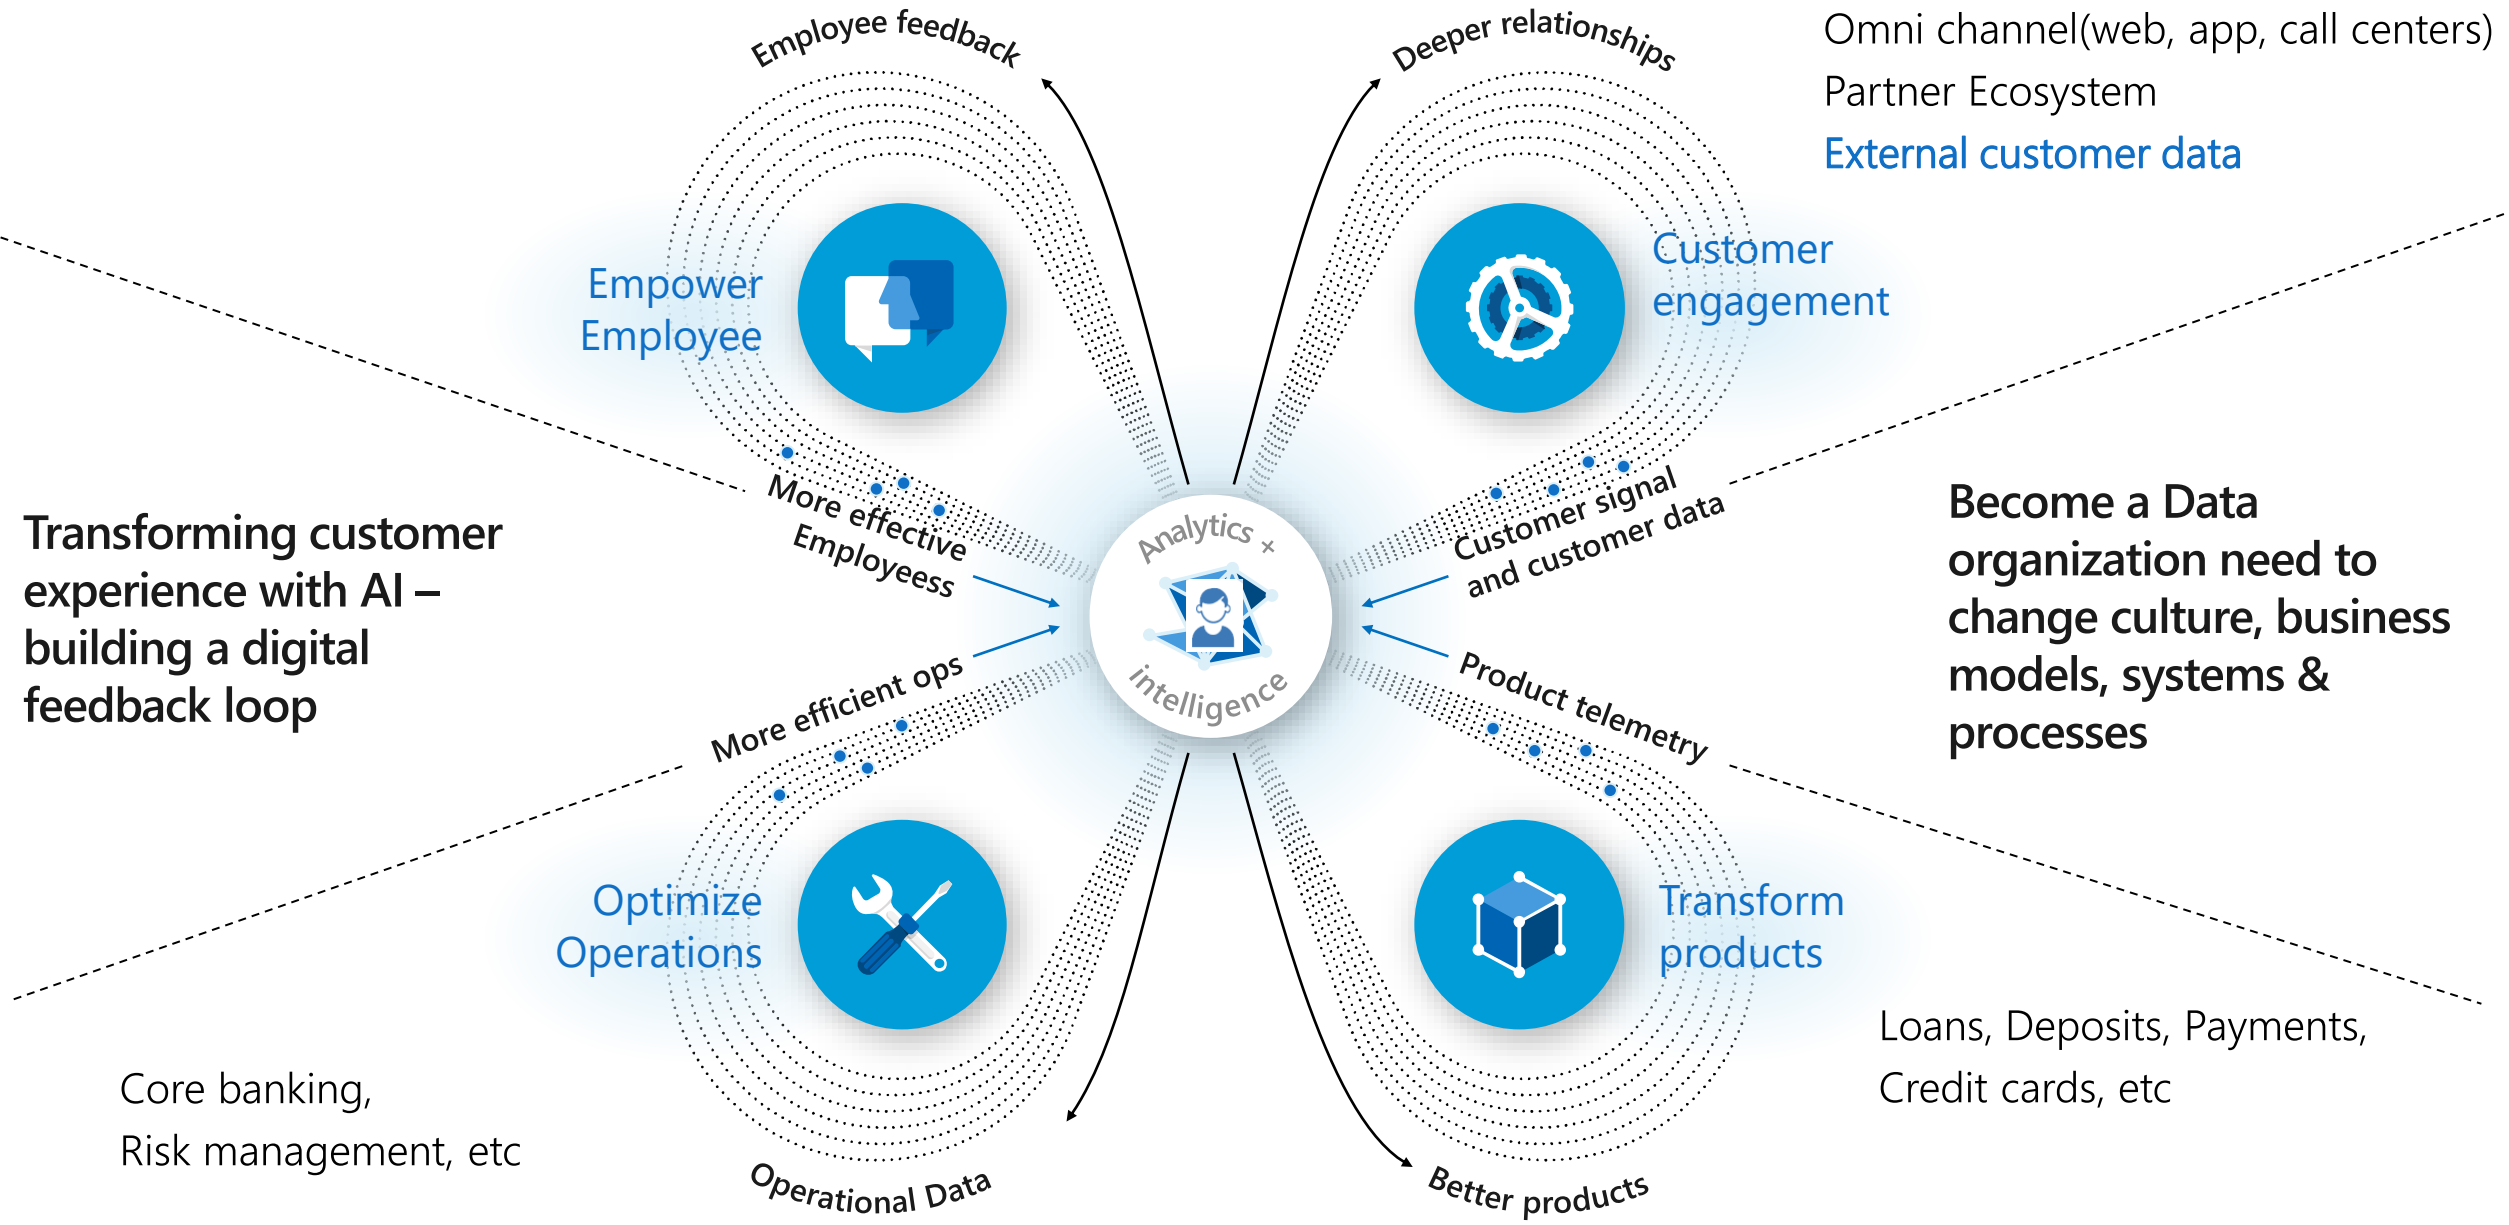 Employee feedback
Deeper relationships
Omni channel(web, app, call centers)
Partner Ecosystem
External customer data
Empower
Employee
Customer
engagement
More effective
Employeess
Customer signal
and customer data
Transforming customer
experience with AI –
building a digital
feedback loop
Analytics +
intelligence
Become a Data
organization need to
change culture, business
models, systems &
processes
More efficient ops
Product telemetry
Optimize
Operations
Transform
products
Core banking,
Risk management, etc
Loans, Deposits, Payments,
Credit cards, etc
Operational Data
Better products